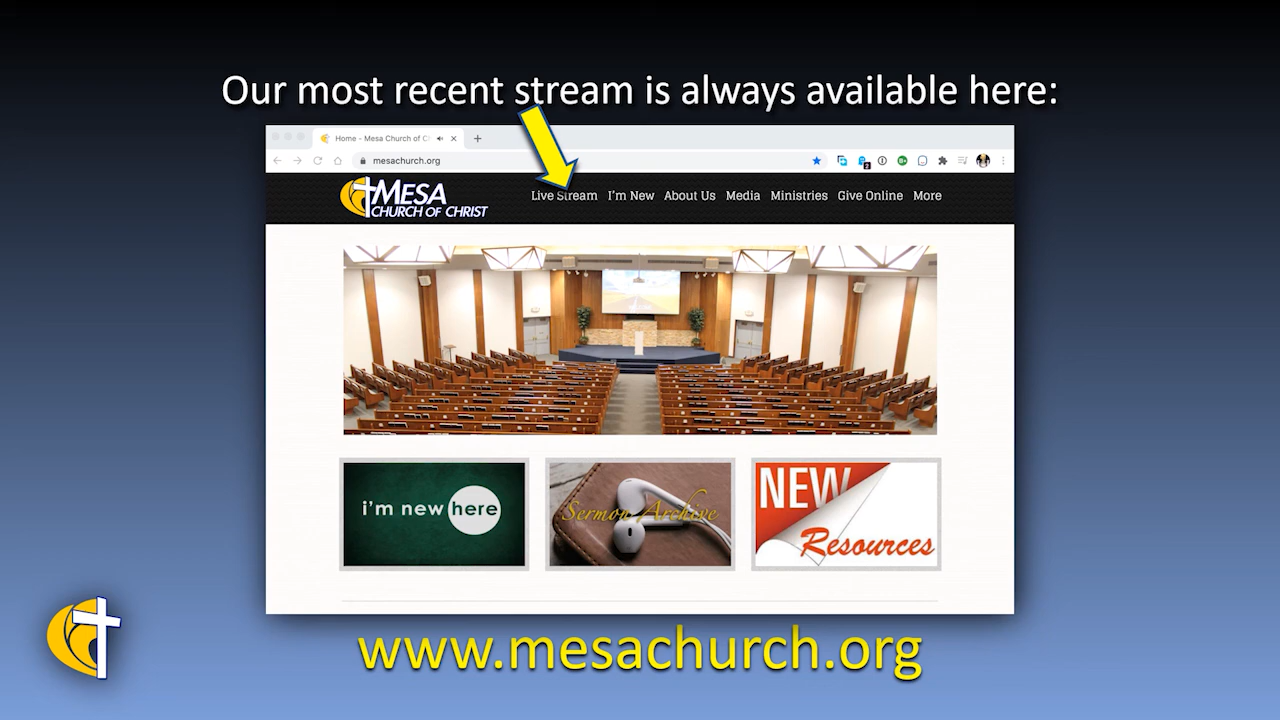 Our most recent stream is always available here:
Home - Mesa Church of C
mesachurch.org
MESA
CHURCH OF CHRIST
Live Stream I'm New About Us Media Ministries Give Online More
i'm new here
Sermon Archive
NEW
Resources
www.mesachurch.org